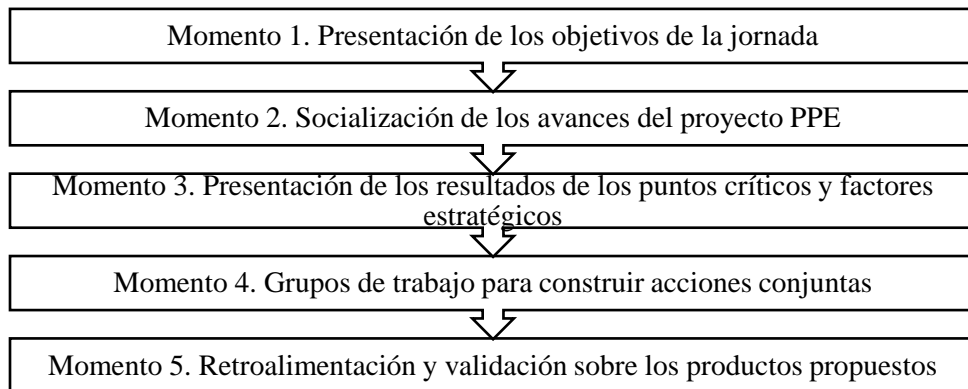 Momento 1. Presentación de los objetivos de la jornada
Momento 2. Socialización de los avances del proyecto PPE
Momento 3. Presentación de los resultados de los puntos críticos y factores
estratégicos
Momento 4. Grupos de trabajo para construir acciones conjuntas
Momento 5. Retroalimentación y validación sobre los productos propuestos